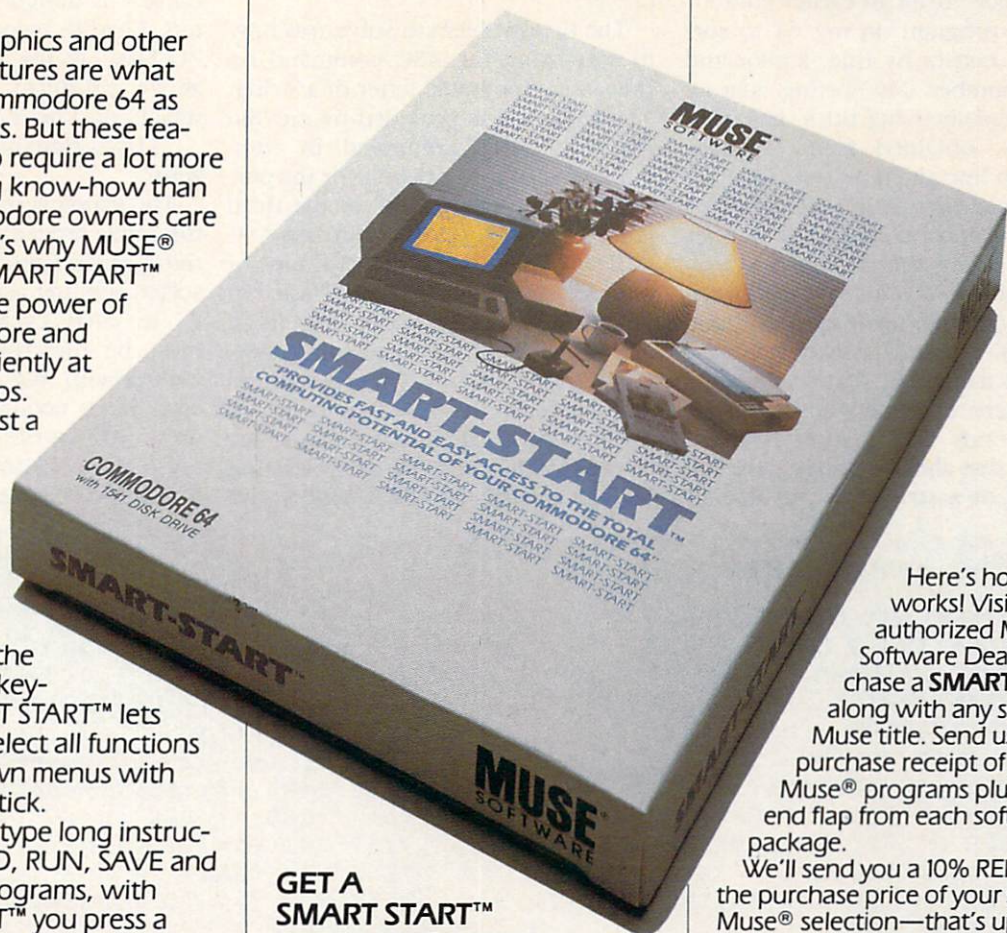 phics and other
tures are what
mmodore 64 as
s. But these fea-
o require a lot more
g know-how than
odore owners care
's why MUSE®
MART START™
e power of
ore and
iently at
os.
st a
the
key-
T START™ lets
elect all functions
wn menus with
tick.
type long instruc-
D, RUN, SAVE and
ograms, with
T™ you press a
MUSE
SOFTWARE
SMART-START™
"PROVIDES FAST AND EASY ACCESS TO THE TOTAL
COMPUTING POTENTIAL OF YOUR COMMODORE 64"
COMMODORE 64
with 1541 DISK DRIVE
SMART-START™
MUSE
SOFTWARE
SMART-START
MUSE
GET A
SMART START™
Here's ho
works! Visi
authorized M
Software Dea
chase a SMART
along with any s
Muse title. Send u
purchase receipt of
Muse® programs plu
end flap from each sof
package.
We'll send you a 10% REI
the purchase price of your
Muse® selection—that's u